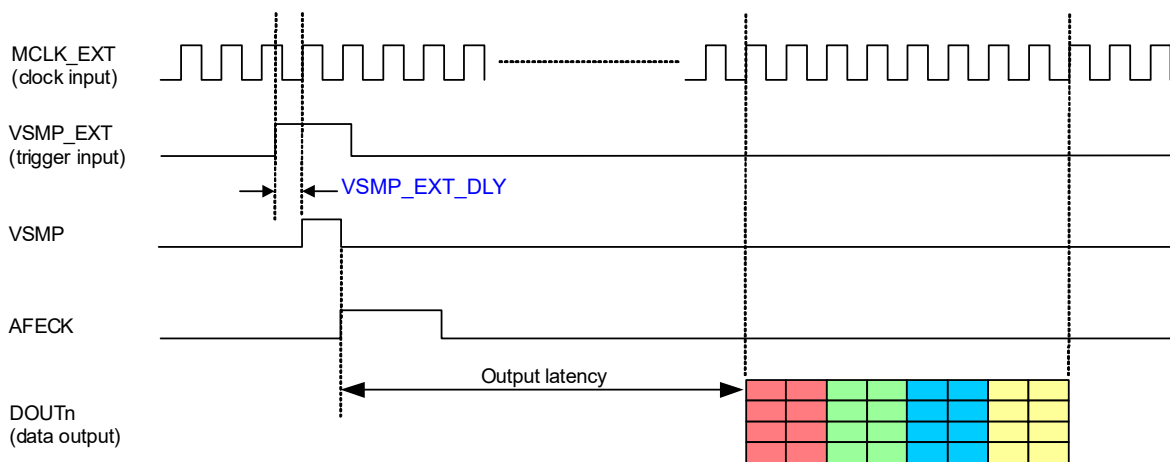 MCLK_EXT
(clock input)
VSMP_EXT
(trigger input)
VSMP_EXT_DLY
VSMP
AFECK
Output latency
DOUTn
(data output)